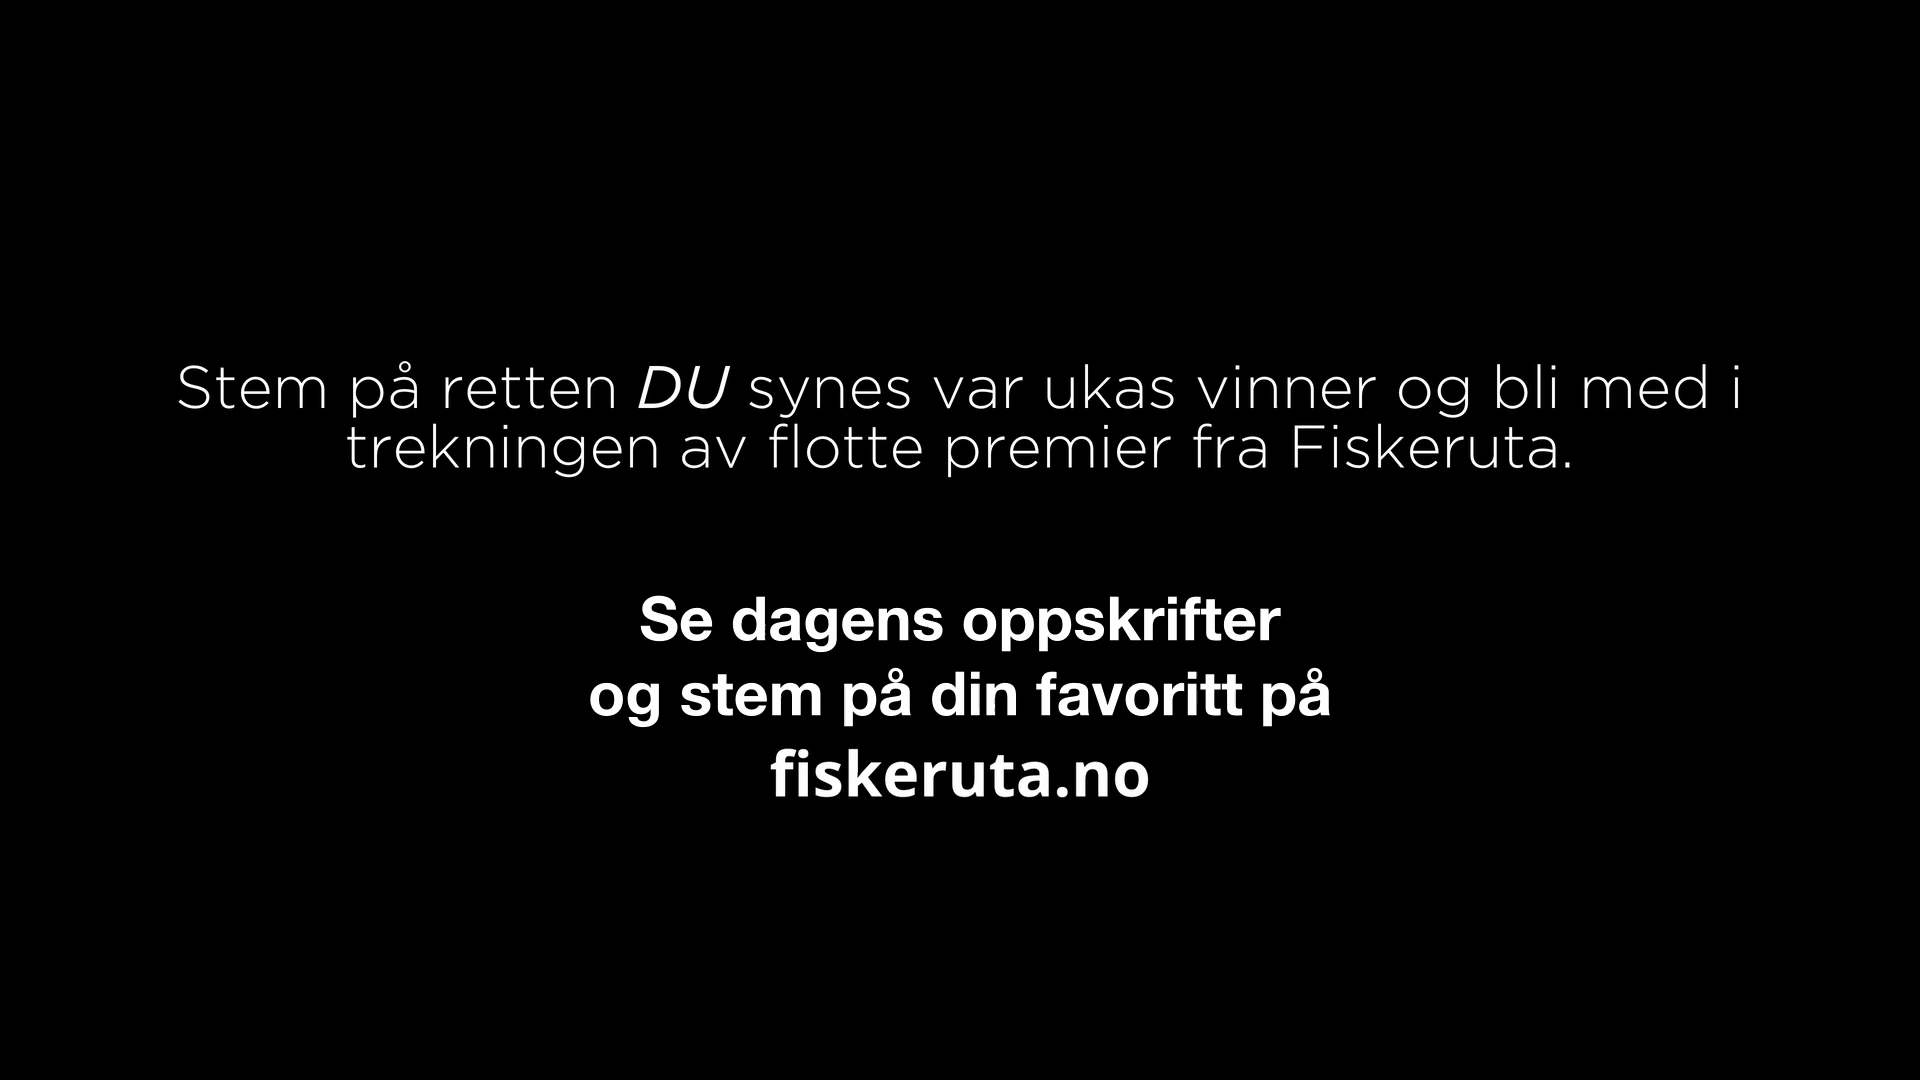 Stem på retten DU synes var ukas vinner og bli med i
trekningen av flotte premier fra Fiskeruta.
Se dagens oppskrifter
og stem på din favoritt på
fiskeruta.no